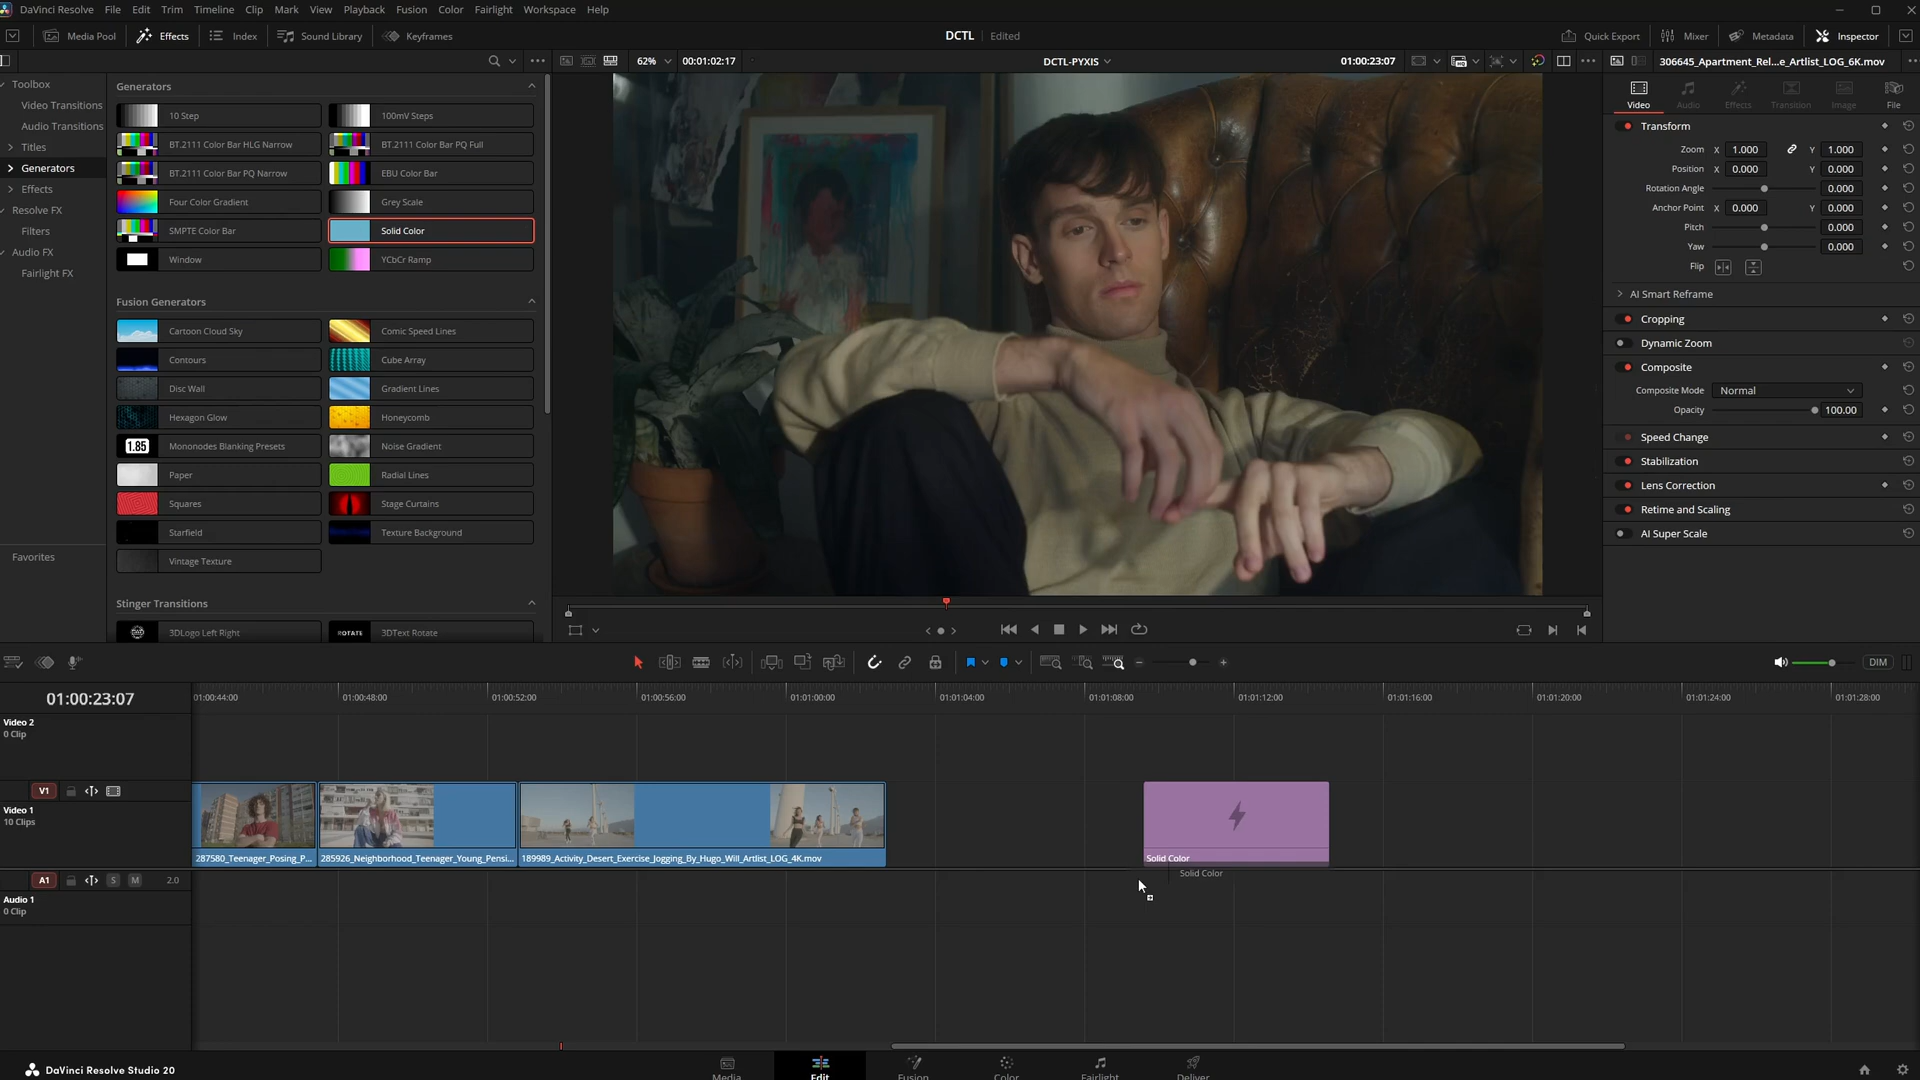 DaVinci Resolve File Edit Trim Timeline Clip Mark View Playback Fusion Color Fairlight Workspace Help
Media Pool Effects Index Sound Library Keyframes DCTL Edited Quick Export Mixer Metadata Inspector
62% 00:01:02:17 DCTL-PYXIS 01:00:23:07 306645_Apartment_Rel...e_Artlist_LOG_6K.mov
Toolbox
Video Transitions
Audio Transitions
Titles
Generators
Effects
Resolve FX
Filters
Audio FX
Fairlight FX
Favorites
Generators
10 Step 100mV Steps
BT.2111 Color Bar HLG Narrow BT.2111 Color Bar PQ Full
BT.2111 Color Bar PQ Narrow EBU Color Bar
Four Color Gradient Grey Scale
SMPTE Color Bar Solid Color
Window YCbCr Ramp
Fusion Generators
Cartoon Cloud Sky Comic Speed Lines
Contours Cube Array
Disc Wall Gradient Lines
Hexagon Glow Honeycomb
1.85 Mononodes Blanking Presets Noise Gradient
Paper Radial Lines
Squares Stage Curtains
Starfield Texture Background
Vintage Texture
Stinger Transitions
3DLogo Left Right ROTATE 3DText Rotate
Video Audio Effects Transition Image File
Transform
Zoom X 1.000 Y 1.000
Position X 0.000 Y 0.000
Rotation Angle 0.000
Anchor Point X 0.000 Y 0.000
Pitch 0.000
Yaw 0.000
Flip
AI Smart Reframe
Cropping
Dynamic Zoom
Composite
Composite Mode Normal
Opacity 100.00
Speed Change
Stabilization
Lens Correction
Retime and Scaling
AI Super Scale
DIM
01:00:23:07 01:00:44:00 01:00:48:00 01:00:52:00 01:00:56:00 01:01:00:00 01:01:04:00 01:01:08:00 01:01:12:00 01:01:16:00 01:01:20:00 01:01:24:00 01:01:28:00
Video 2
0 Clip
V1
Video 1
10 Clips
287580_Teenager_Posing_P... 285926_Neighborhood_Teenager_Young_Pensi... 189989_Activity_Desert_Exercise_Jogging_By_Hugo_Will_Artlist_LOG_4K.mov Solid Color
Solid Color
A1 S M 2.0
Audio 1
0 Clip
DaVinci Resolve Studio 20 Media Edit Fusion Color Fairlight Deliver